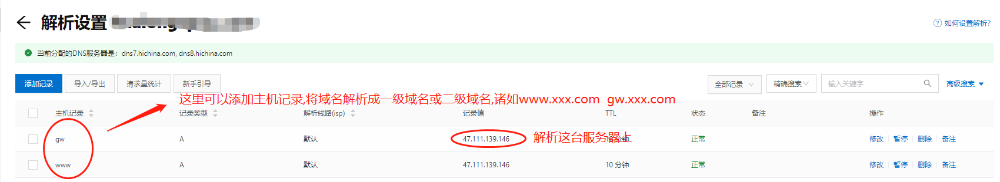 解析设置
如何设置解析?
当前分配的DNS服务器是：dns7.hichina.com, dns8.hichina.com
添加记录 导入/导出 请求量统计 新手引导 全部记录 精确搜索 输入关键字 高级搜索
这里可以添加主机记录,将域名解析成一级域名或二级域名,诸如www.xxx.com gw.xxx.com
主机记录 记录类型 解析线路(isp) 记录值 TTL 状态 备注 操作
gw A 默认 47.111.139.146 解析这台服务器上 分钟 正常 修改 暂停 删除 备注
www A 默认 47.111.139.146 10 分钟 正常 修改 暂停 删除 备注